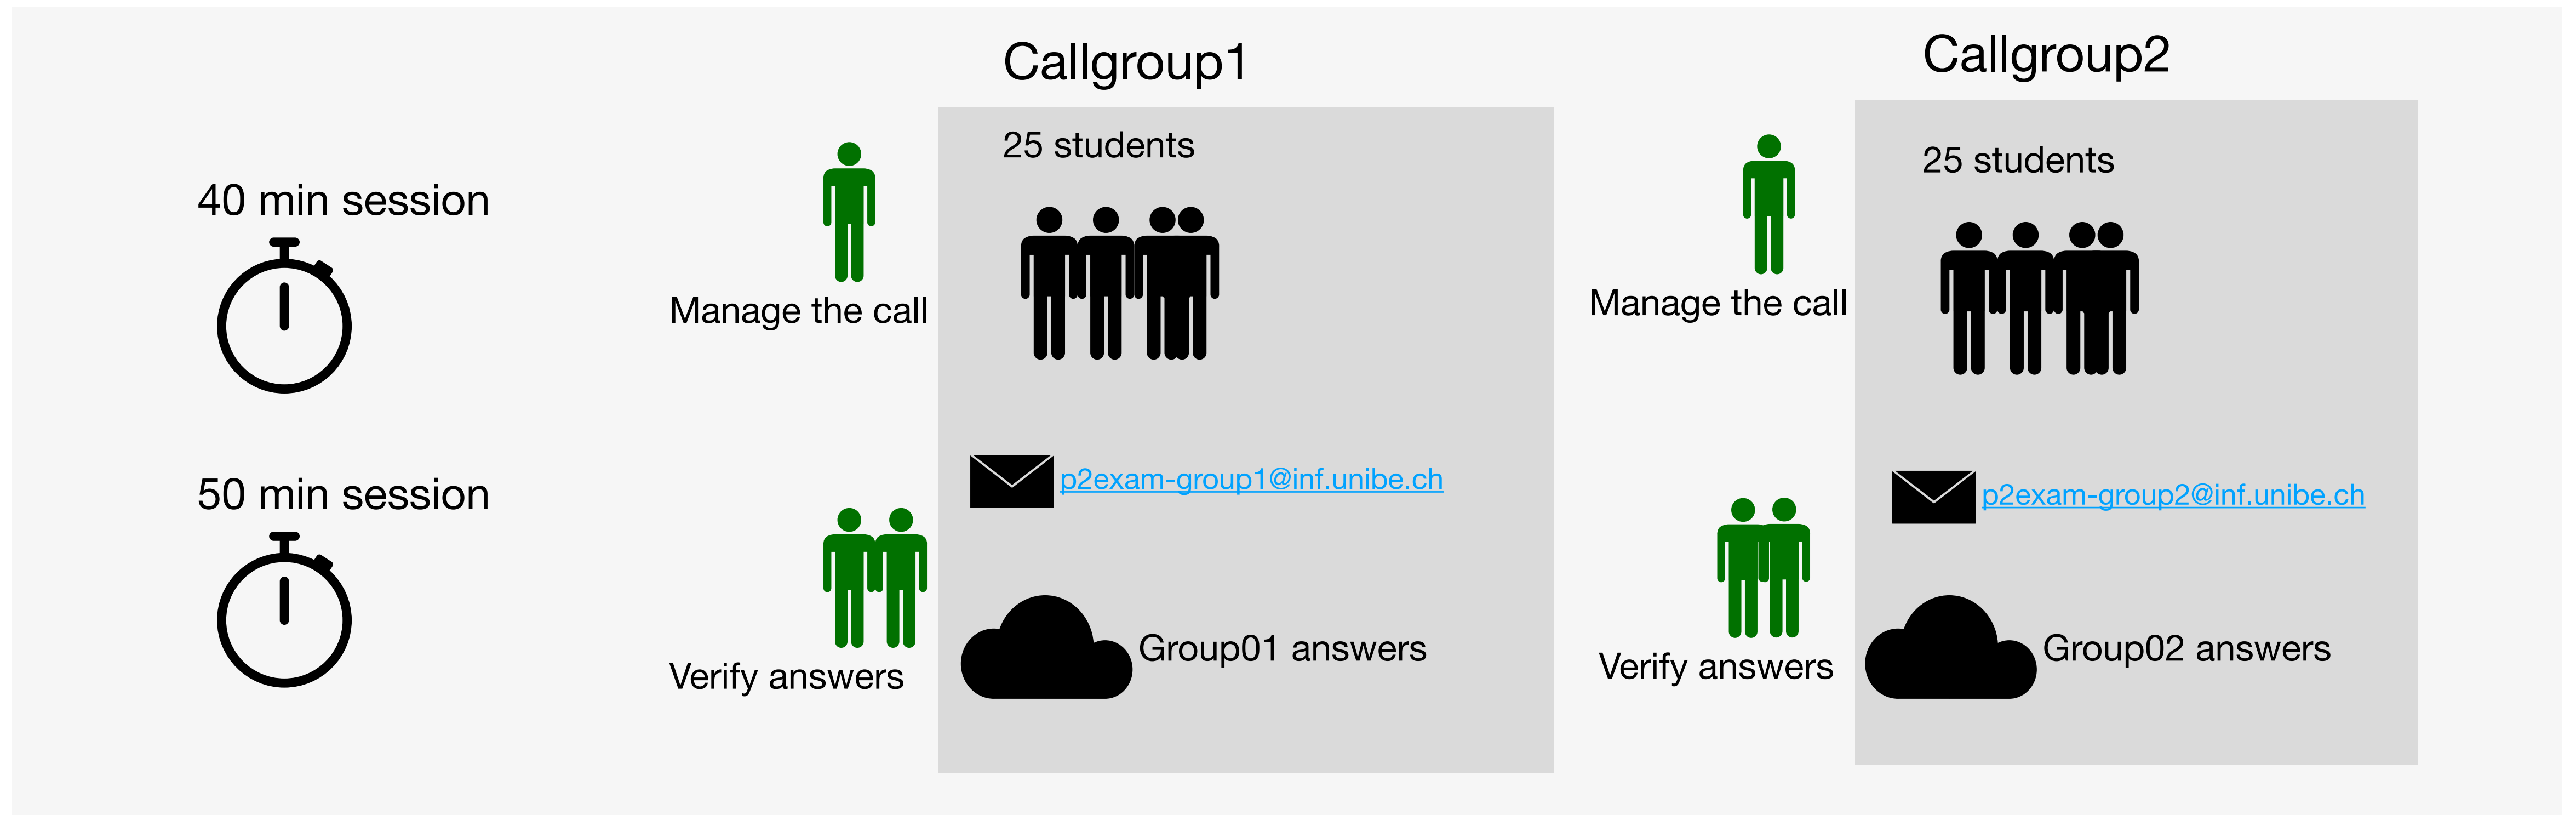 40 min session
50 min session
Callgroup1
25 students
Manage the call
p2exam-group1@inf.unibe.ch
Verify answers
Group01 answers
Callgroup2
25 students
Manage the call
p2exam-group2@inf.unibe.ch
Verify answers
Group02 answers